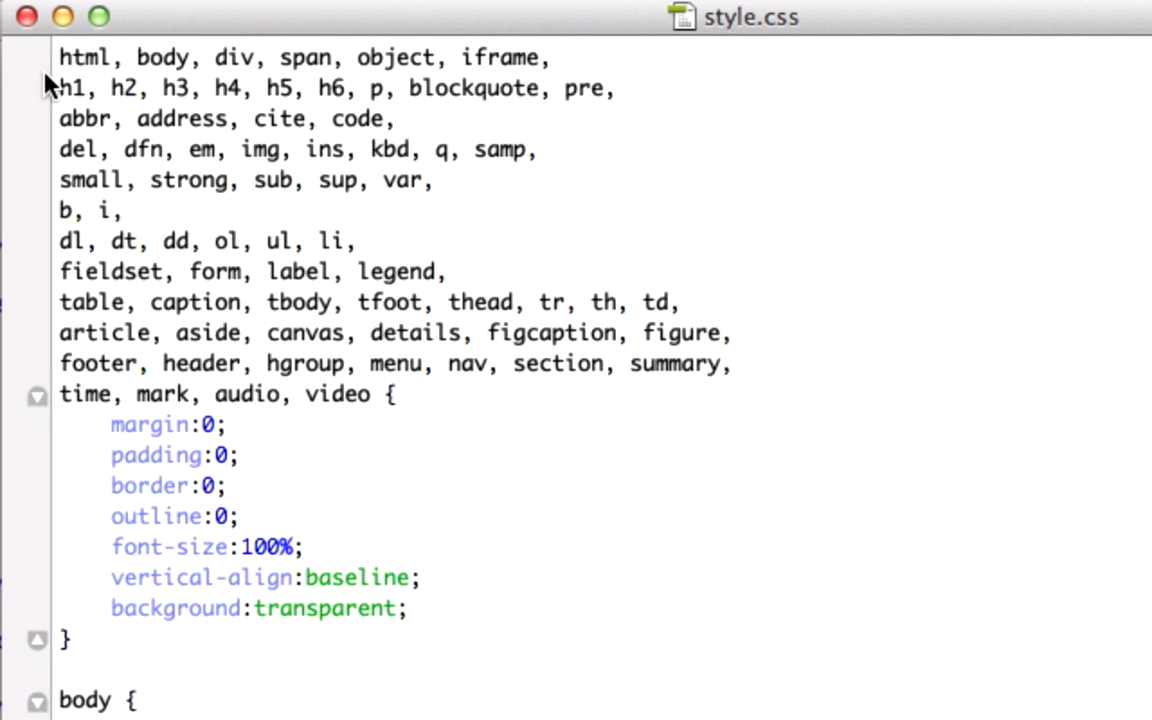 style.css
html, body, div, span, object, iframe,
h1, h2, h3, h4, h5, h6, p, blockquote, pre,
abbr, address, cite, code,
del, dfn, em, img, ins, kbd, q, samp,
small, strong, sub, sup, var,
b, i,
dl, dt, dd, ol, ul, li,
fieldset, form, label, legend,
table, caption, tbody, tfoot, thead, tr, th, td,
article, aside, canvas, details, figcaption, figure,
footer, header, hgroup, menu, nav, section, summary,
time, mark, audio, video {
    margin:0;
    padding:0;
    border:0;
    outline:0;
    font-size:100%;
    vertical-align:baseline;
    background:transparent;
}
body {